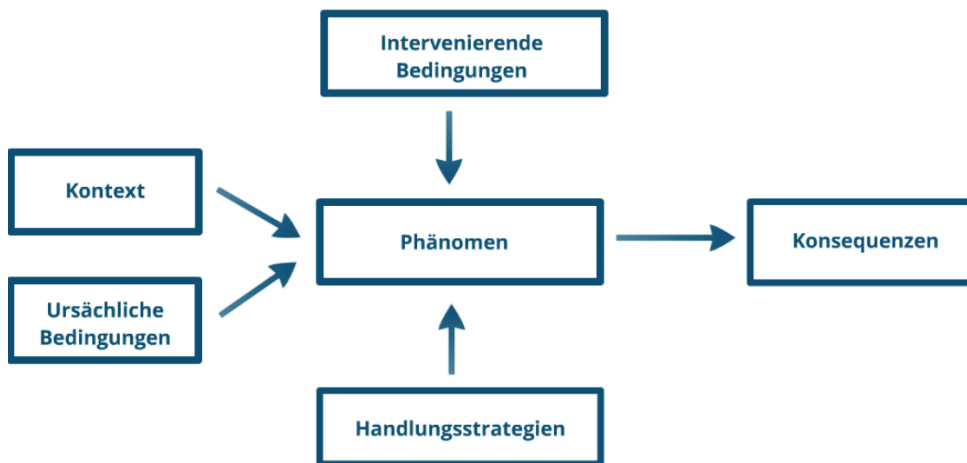 Intervenierende
Bedingungen
Kontext
Phänomen
Konsequenzen
Ursächliche
Bedingungen
Handlungsstrategien